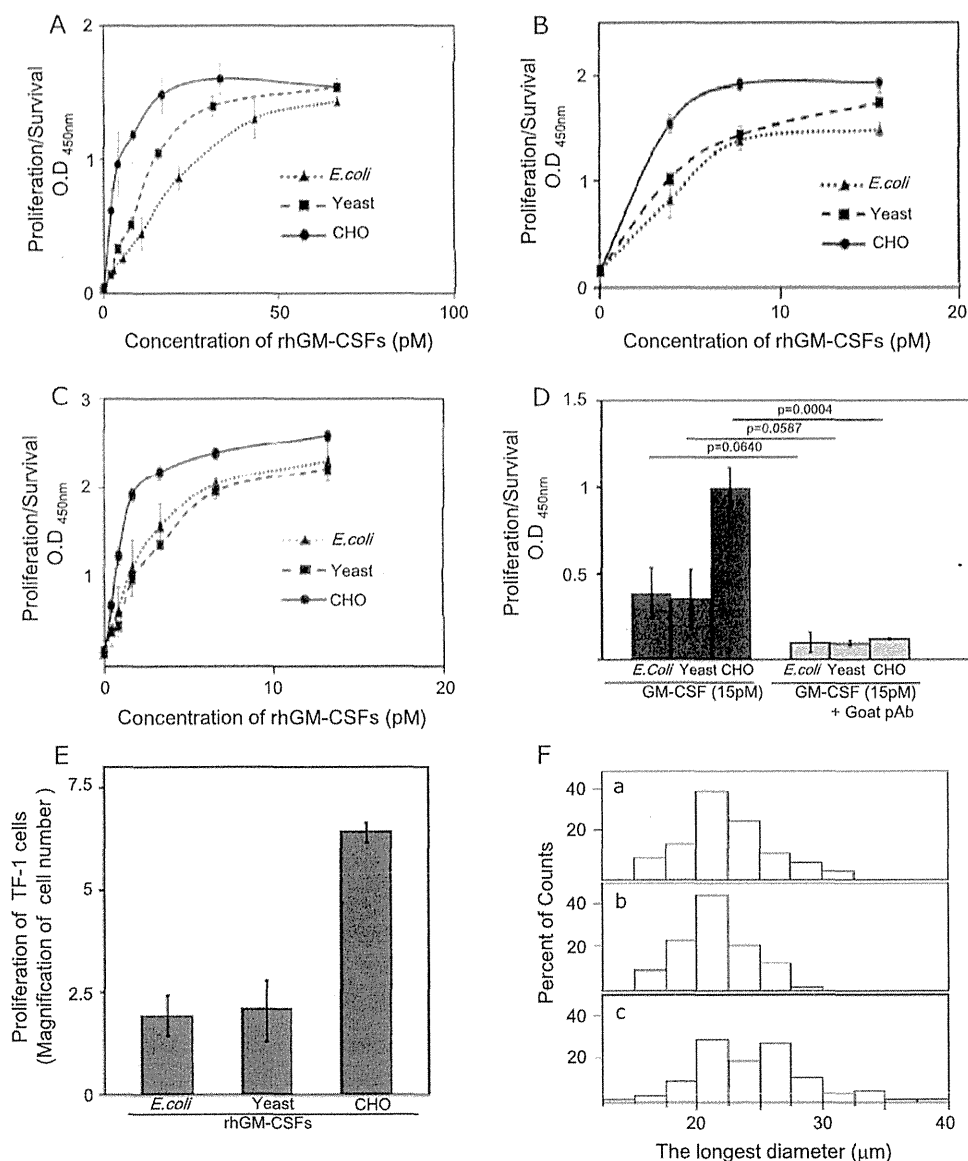 A
2
1
0
0
50
100
Proliferation/Survival
O.D 450nm
E.coli
Yeast
CHO
Concentration of rhGM-CSFs (pM)
B
2
1
0
0
10
20
Proliferation/Survival
O.D 450nm
E.coli
Yeast
CHO
Concentration of rhGM-CSFs (pM)
C
3
2
1
0
10
20
Proliferation/Survival
O.D 450nm
E.coli
Yeast
CHO
Concentration of rhGM-CSFs (pM)
D
1.5
1
0.5
Proliferation/Survival
O.D 450nm
p=0.0004
p=0.0587
p=0.0640
E.Coli Yeast CHO
GM-CSF (15pM)
E.coli Yeast CHO
GM-CSF (15pM)
+ Goat pAb
E
7.5
5
2.5
0
Proliferation of TF-1 cells
(Magnification of cell number )
E.coli Yeast CHO
rhGM-CSFs
F
a
40
20
b
40
20
c
40
20
Percent of Counts
20
30
40
The longest diameter (μm)